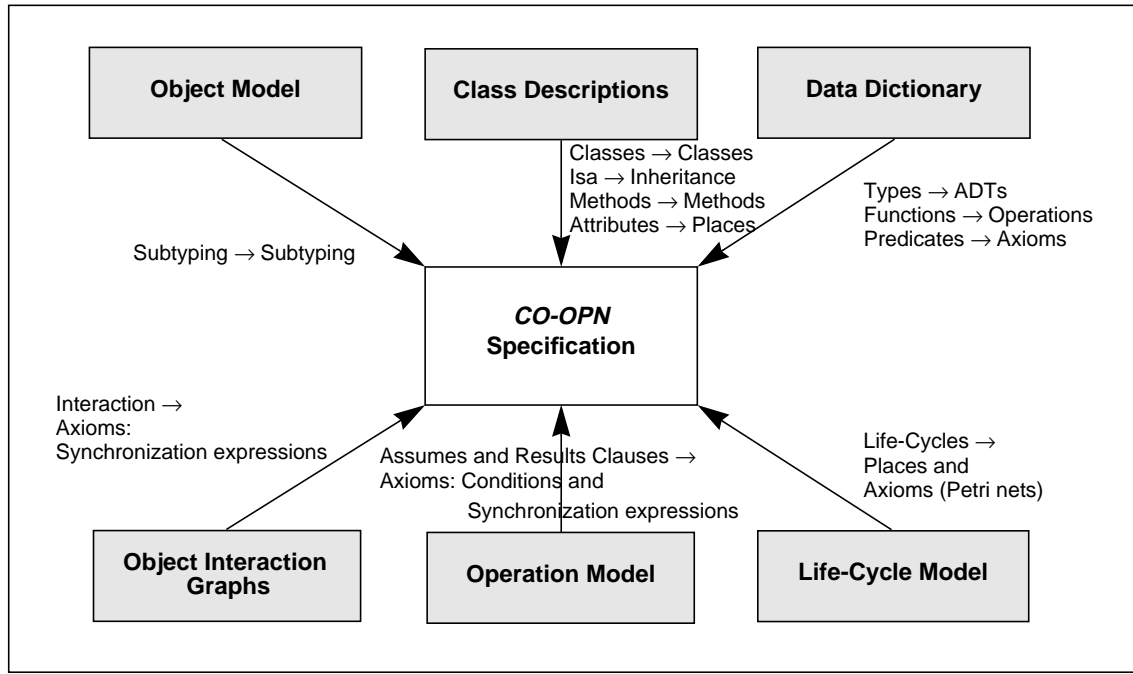 Object Model
Class Descriptions
Data Dictionary
Classes → Classes
Isa → Inheritance
Methods → Methods
Attributes → Places
Types → ADTs
Functions → Operations
Predicates → Axioms
Subtyping → Subtyping
CO-OPN
Specification
Interaction →
Axioms:
Synchronization expressions
Assumes and Results Clauses →
Axioms: Conditions and
Synchronization expressions
Life-Cycles →
Places and
Axioms (Petri nets)
Object Interaction
Graphs
Operation Model
Life-Cycle Model